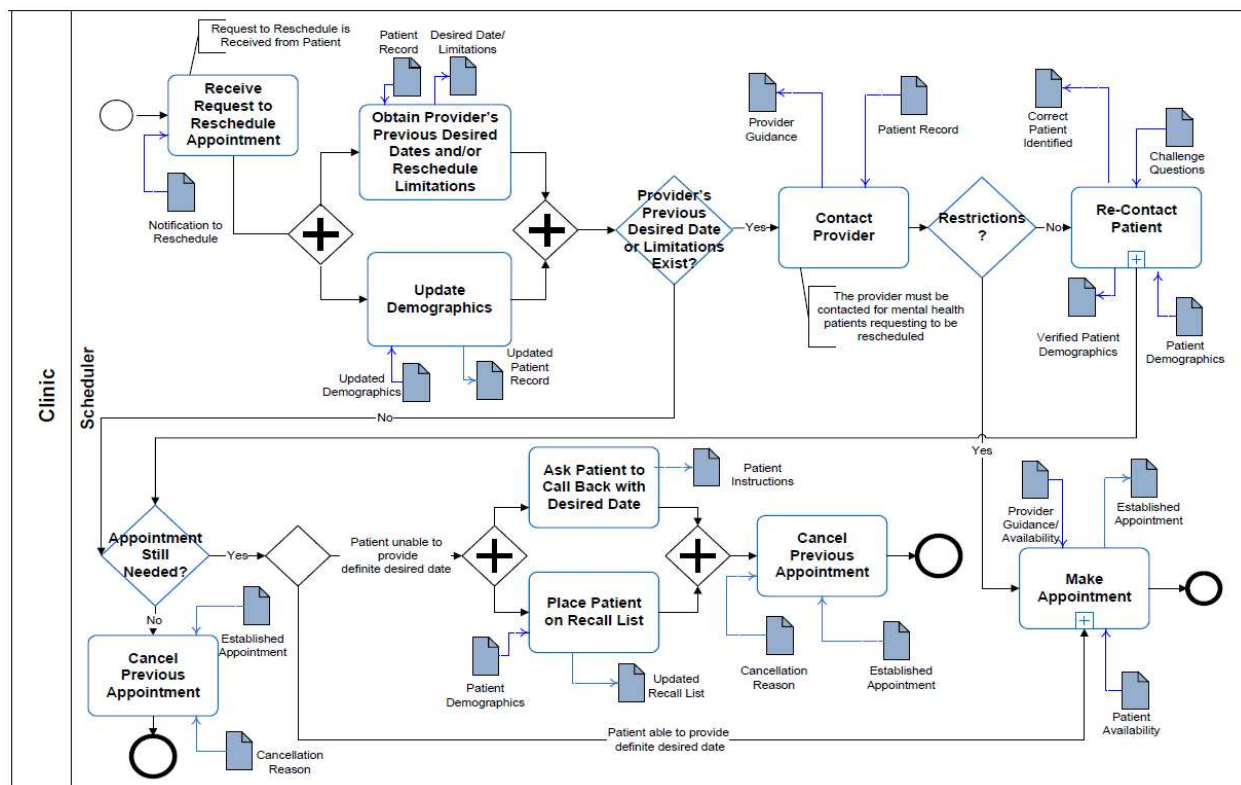 Clinic
Scheduler
Request to Reschedule is
Received from Patient
Receive
Request to
Reschedule
Appointment
Notification to
Reschedule
Patient
Record
Desired Date/
Limitations
Obtain Provider's
Previous Desired
Dates and/or
Reschedule
Limitations
Update
Demographics
Updated
Demographics
Updated
Patient
Record
Provider's
Previous
Desired Date
or Limitations
Exist?
Yes
No
Provider
Guidance
Patient Record
Contact
Provider
The provider must be
contacted for mental health
patients requesting to be
rescheduled
Restrictions
?
No
Yes
Correct
Patient
Identified
Challenge
Questions
Re-Contact
Patient
Verified Patient
Demographics
Patient
Demographics
Appointment
Still
Needed?
Yes
No
Established
Appointment
Cancel
Previous
Appointment
Cancellation
Reason
Patient unable to
provide
definite desired date
Ask Patient to
Call Back with
Desired Date
Patient
Instructions
Place Patient
on Recall List
Patient
Demographics
Updated
Recall List
Cancel
Previous
Appointment
Cancellation
Reason
Established
Appointment
Patient able to provide
definite desired date
Provider
Guidance/
Availability
Established
Appointment
Make
Appointment
Patient
Availability